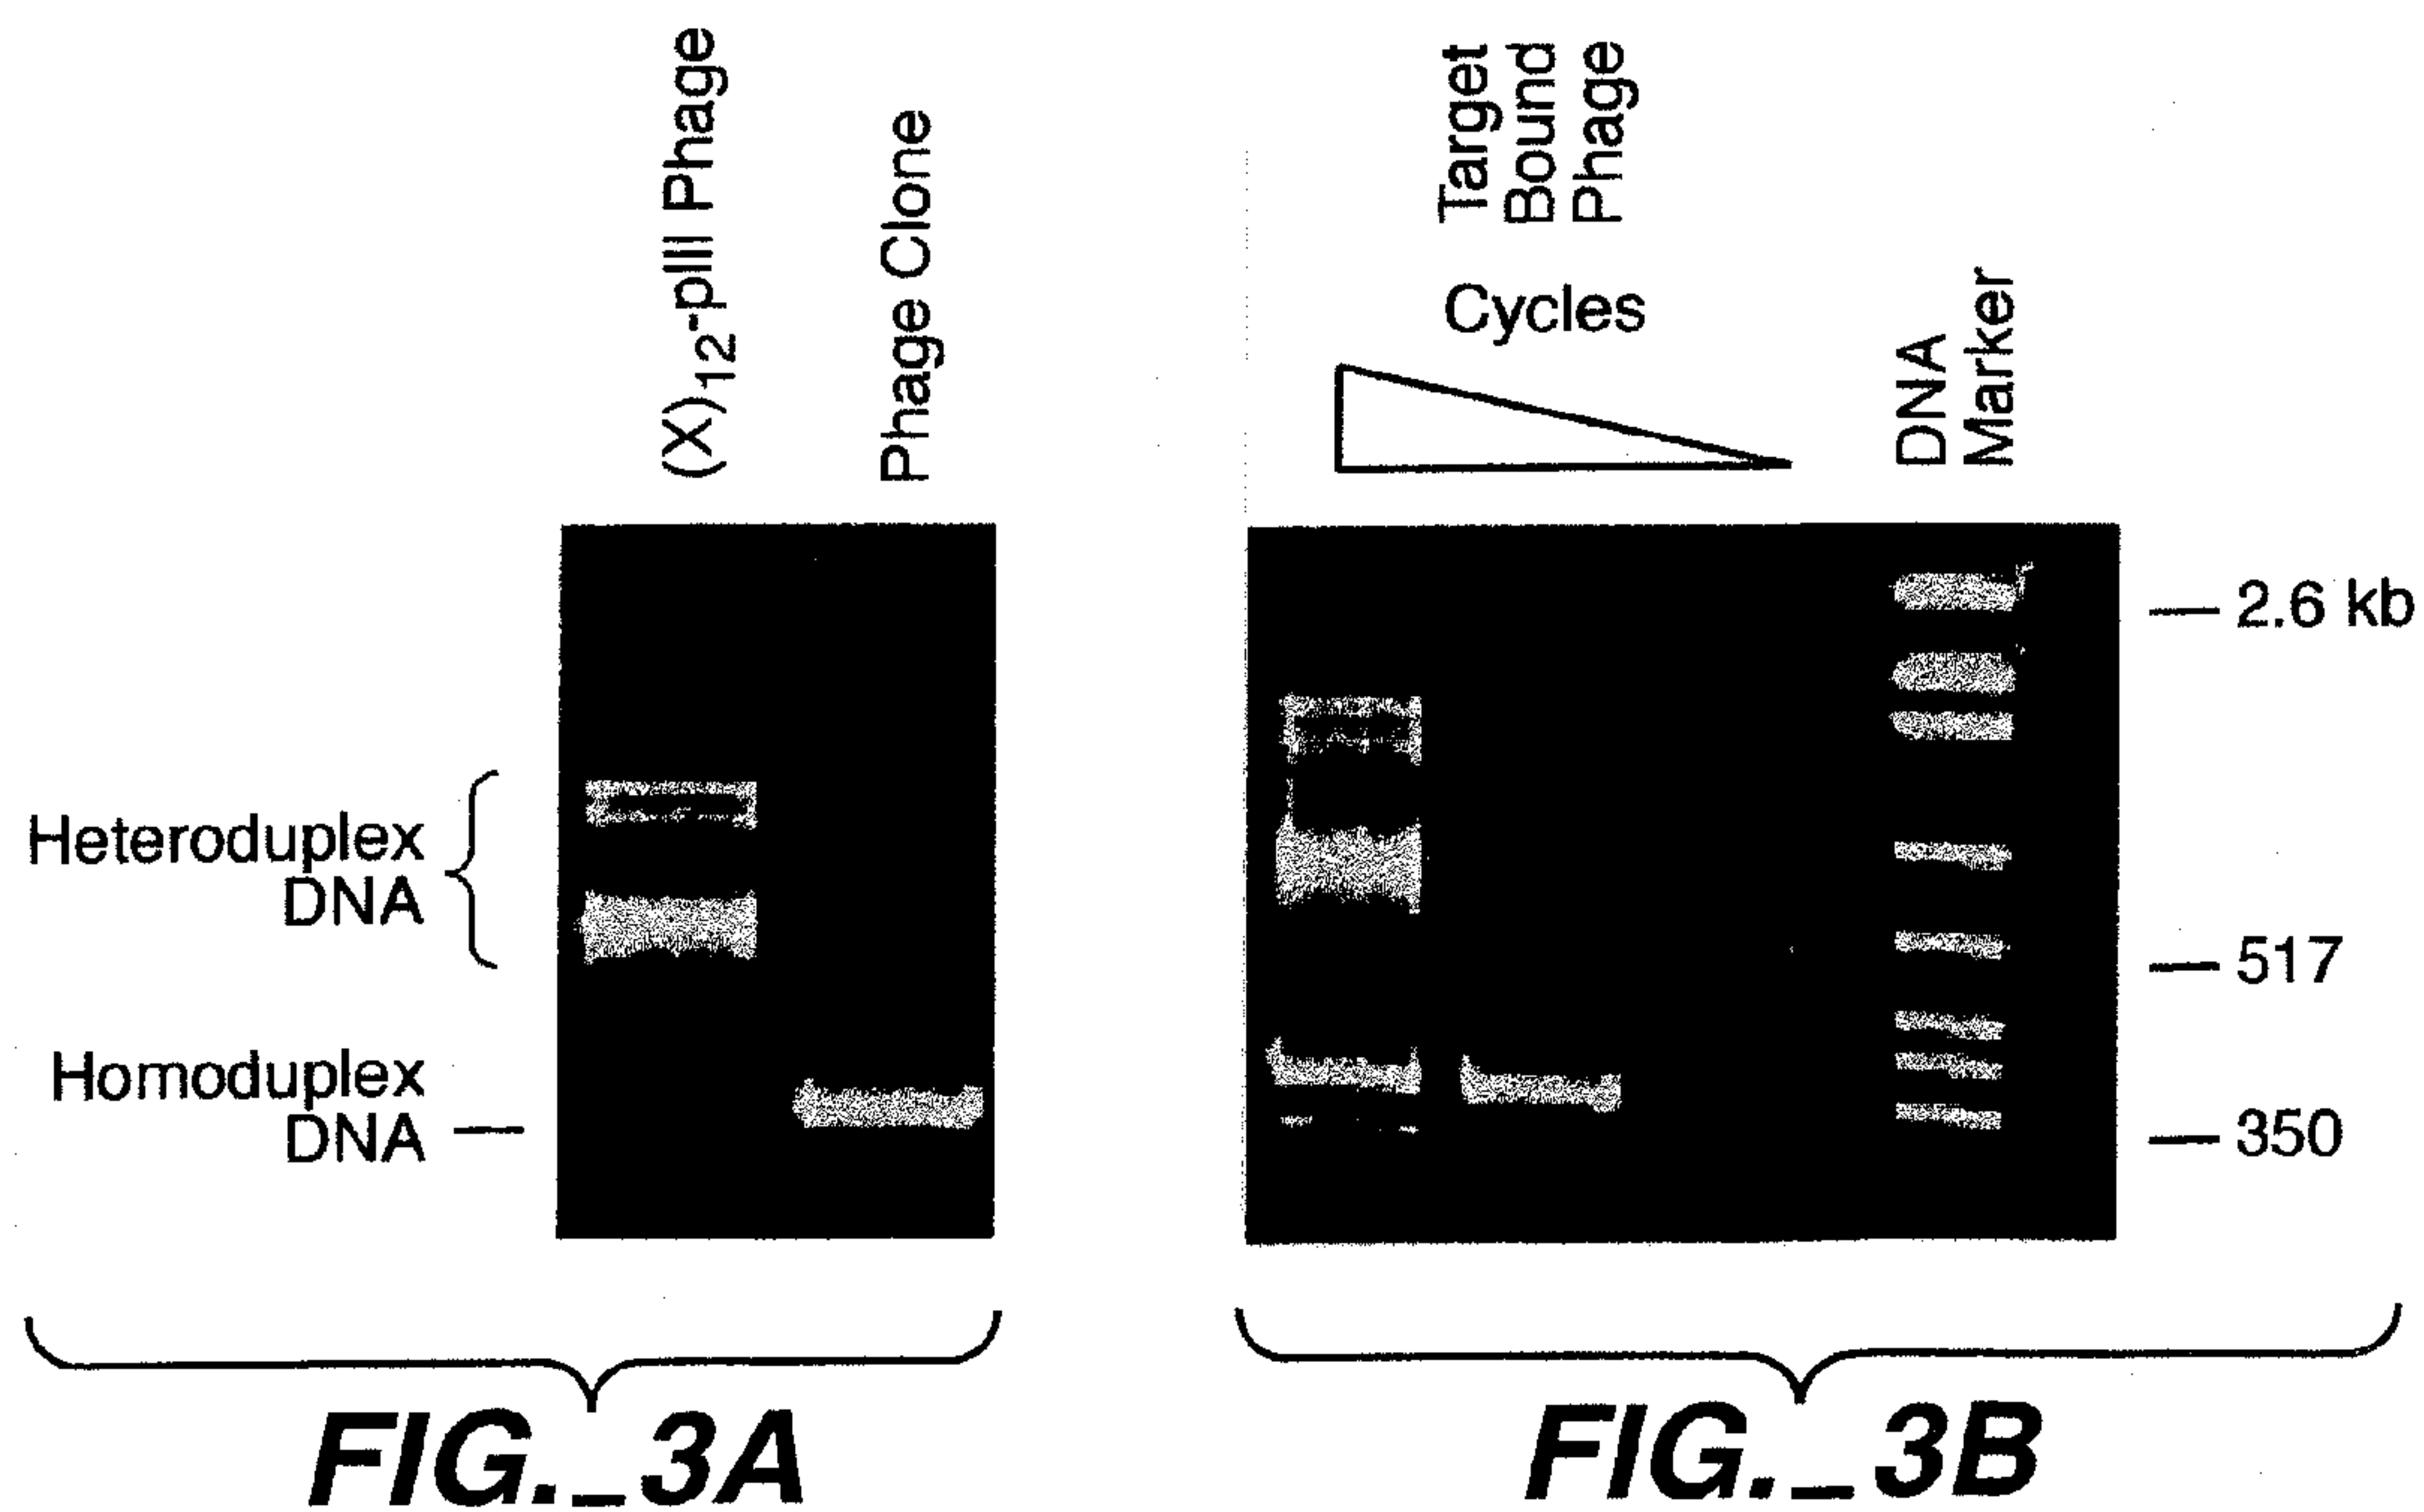 (X)12-pIII Phage
Phage Clone
Heteroduplex
DNA
Homoduplex
DNA
FIG._3A
Target
Bound
Phage
Cycles
DNA
Marker
2.6 kb
517
350
FIG._3B